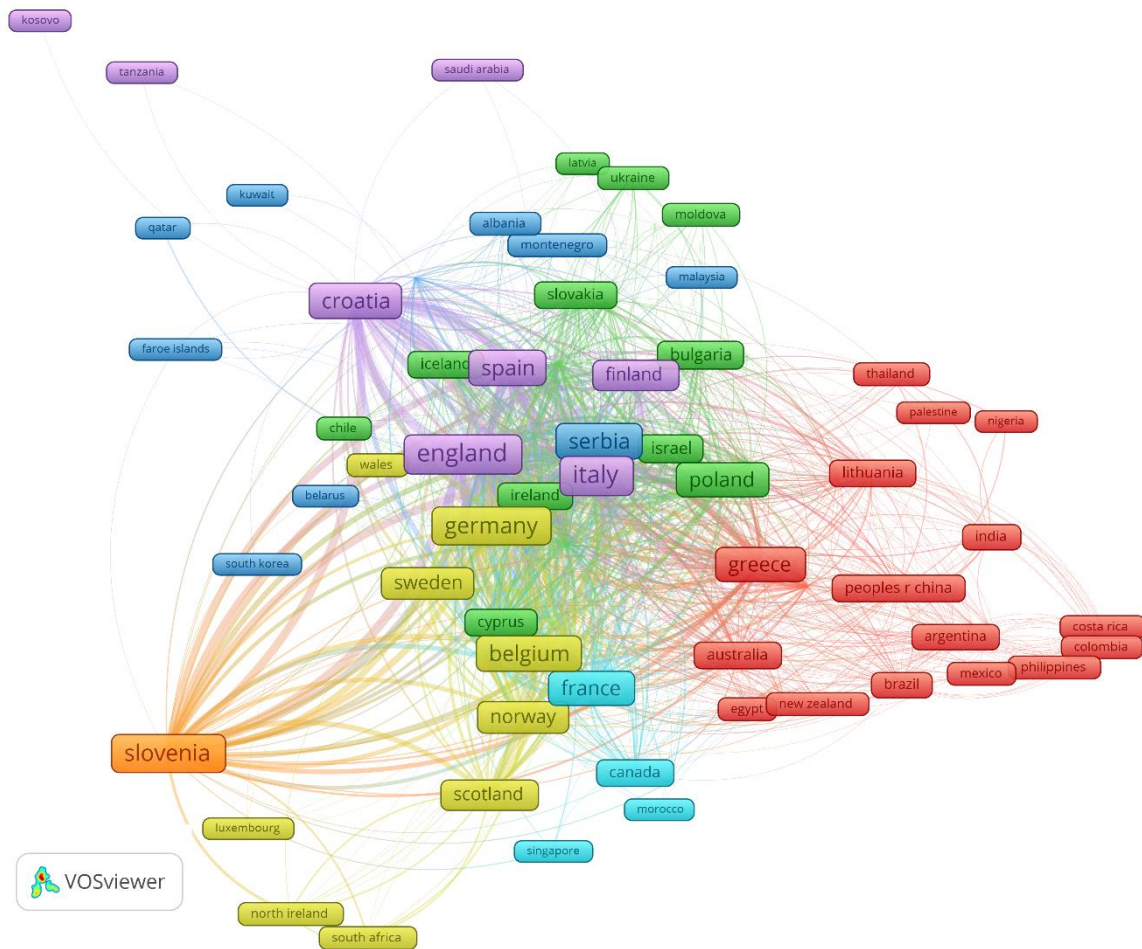 kosovo
tanzania
saudi arabia
latvia
ukraine
kuwait
moldova
qatar
albania
montenegro
malaysia
croatia
slovakia
faroe islands
iceland
spain
finland
bulgaria
thailand
palestine
nigeria
chile
england
serbia
israel
wales
italy
poland
lithuania
belarus
ireland
germany
india
south korea
sweden
greece
peoples r china
cyprus
costa rica
argentina
colombia
belgium
australia
philippines
mexico
france
brazil
norway
egypt
new zealand
slovenia
canada
scotland
morocco
luxembourg
singapore
VOSviewer
north ireland
south africa